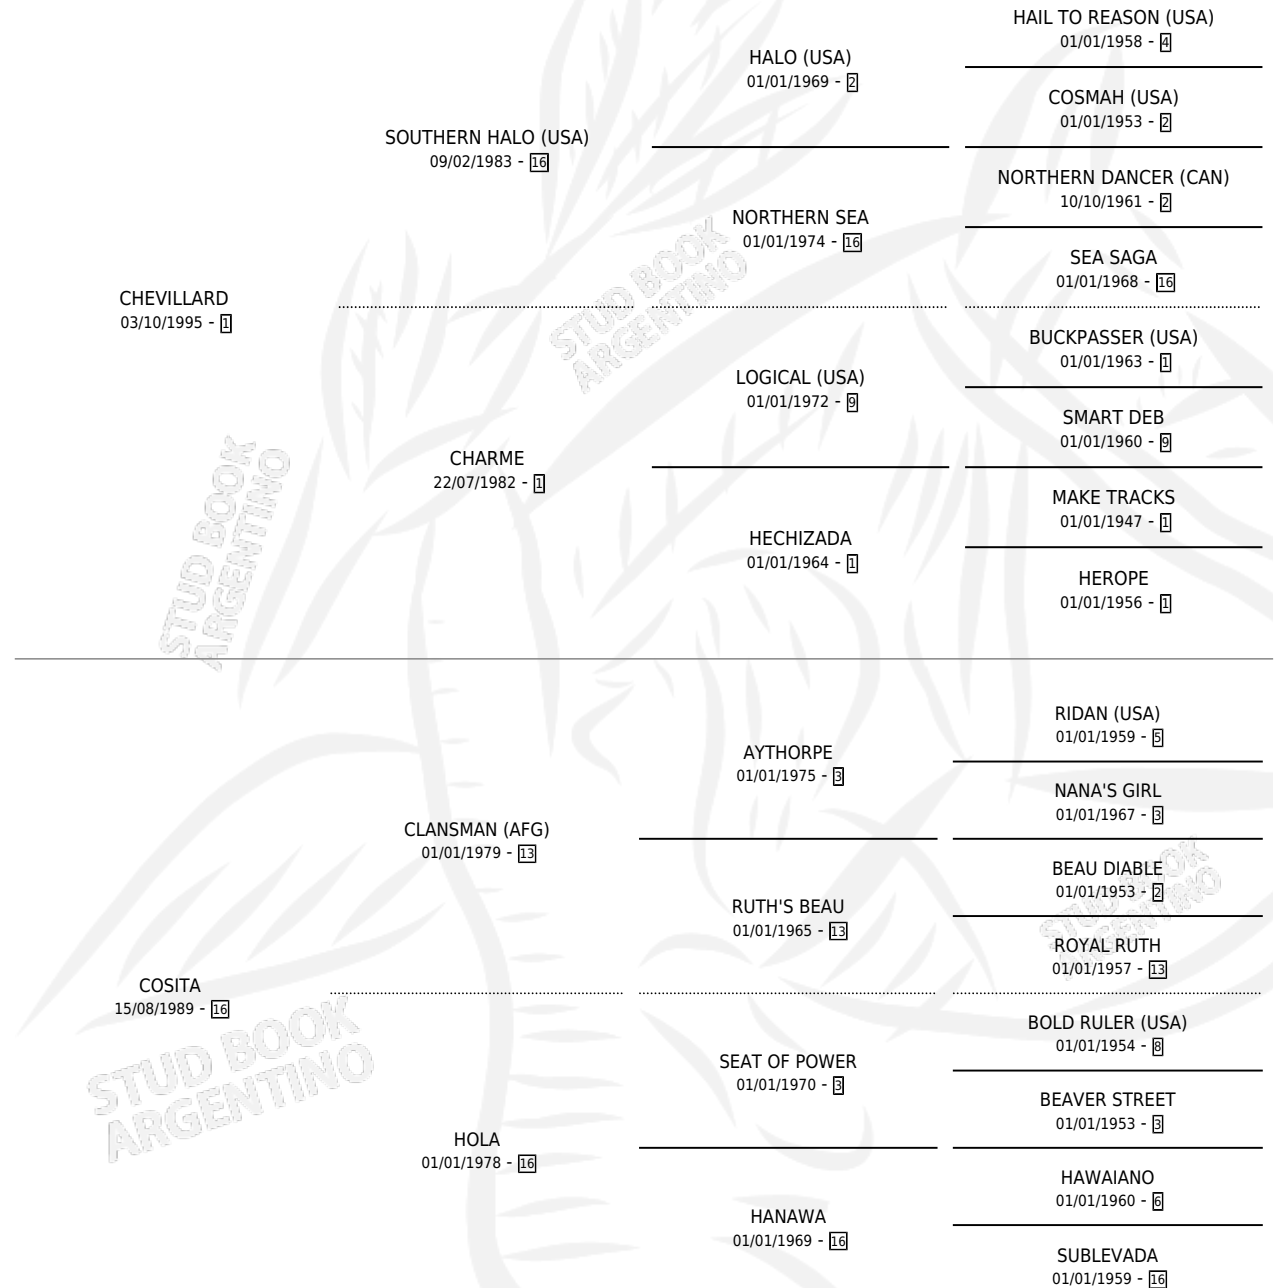 HAIL TO REASON (USA)
01/01/1958 - 4
HALO (USA)
01/01/1969 - 2
COSMAH (USA)
01/01/1953 - 2
SOUTHERN HALO (USA)
09/02/1983 - 16
NORTHERN DANCER (CAN)
10/10/1961 - 2
NORTHERN SEA
01/01/1974 - 16
SEA SAGA
01/01/1968 - 16
CHEVILLARD
03/10/1995 - 1
STUD BOOK
ARGENTINO
BUCKPASSER (USA)
01/01/1963 - 1
LOGICAL (USA)
01/01/1972 - 9
SMART DEB
01/01/1960 - 9
CHARME
22/07/1982 - 1
MAKE TRACKS
01/01/1947 - 1
HECHIZADA
01/01/1964 - 1
HEROPE
01/01/1956 - 1
STUD BOOK
ARGENTINO
RIDAN (USA)
01/01/1959 - 5
AYTHORPE
01/01/1975 - 3
NANA'S GIRL
01/01/1967 - 3
CLANSMAN (AFG)
01/01/1979 - 13
BEAU DIABLE
01/01/1953 - 2
STUD BOOK
ARGENTINO
RUTH'S BEAU
01/01/1965 - 13
ROYAL RUTH
01/01/1957 - 13
COSITA
15/08/1989 - 16
STUD BOOK
ARGENTINO
BOLD RULER (USA)
01/01/1954 - 8
SEAT OF POWER
01/01/1970 - 3
BEAVER STREET
01/01/1953 - 3
HOLA
01/01/1978 - 16
HAWAIANO
01/01/1960 - 6
HANAWA
01/01/1969 - 16
SUBLEVADA
01/01/1959 - 16